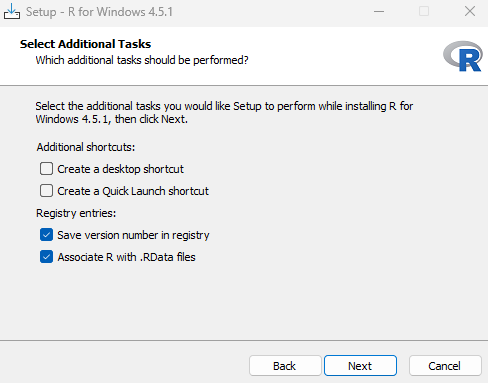 Setup - R for Windows 4.5.1
Select Additional Tasks
Which additional tasks should be performed?
R
Select the additional tasks you would like Setup to perform while installing R for
Windows 4.5.1, then click Next.
Additional shortcuts:
Create a desktop shortcut
Create a Quick Launch shortcut
Registry entries:
Save version number in registry
Associate R with .RData files
Back Next Cancel